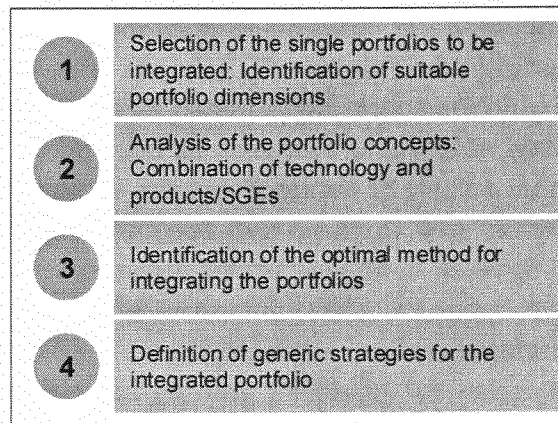 1
Selection of the single portfolios to be
integrated: Identification of suitable
portfolio dimensions
2
Analysis of the portfolio concepts:
Combination of technology and
products/SGEs
3
Identification of the optimal method for
integrating the portfolios
4
Definition of generic strategies for the
integrated portfolio